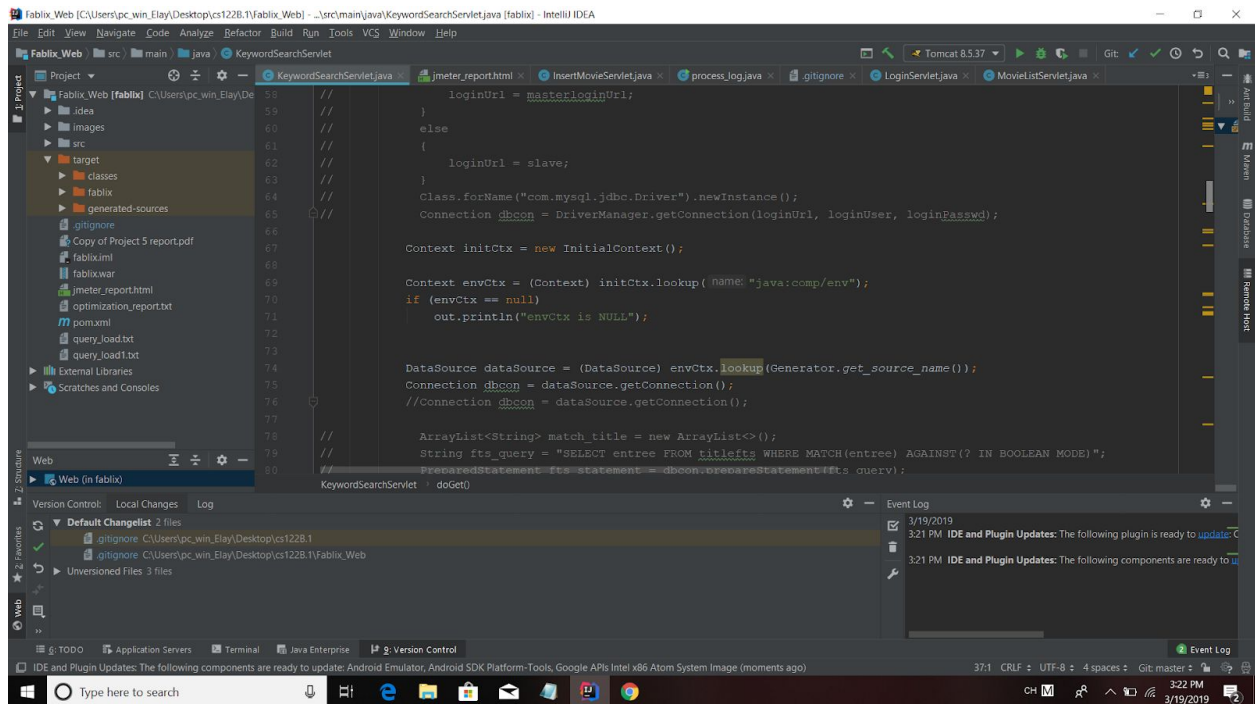 Fablix_Web [C:\Users\pc_win_Elay\Desktop\cs122B.1\Fablix_Web] - ...\src\main\java\KeywordSearchServlet.java [fablix] - IntelliJ IDEA
File Edit View Navigate Code Analyze Refactor Build Run Tools VCS Window Help
Fablix_Web src main java KeywordSearchServlet Tomcat 8.5.37 Git:
Project KeywordSearchServlet.java jmeter_report.html InsertMovieServlet.java process_log.java .gitignore LoginServlet.java MovieListServlet.java
1: Project
Fablix_Web [fablix] C:\Users\pc_win_Elay\De
.idea
images
src
target
classes
fablix
generated-sources
.gitignore
Copy of Project 5 report.pdf
fablix.iml
fablix.war
jmeter_report.html
optimization_report.txt
pom.xml
query_load.txt
query_load1.txt
External Libraries
Scratches and Consoles
58 // loginUrl = masterloginUrl;
59 // }
60 // else
61 // {
62 // loginUrl = slave;
63 // }
64 // Class.forName("com.mysql.jdbc.Driver").newInstance();
65 // Connection dbcon = DriverManager.getConnection(loginUrl, loginUser, loginPasswd);
66
67 Context initCtx = new InitialContext();
68
69 Context envCtx = (Context) initCtx.lookup( name: "java:comp/env");
70 if (envCtx == null)
71 out.println("envCtx is NULL");
72
73
74 DataSource dataSource = (DataSource) envCtx.lookup(Generator.get_source_name());
75 Connection dbcon = dataSource.getConnection();
76 //Connection dbcon = dataSource.getConnection();
77
78 // ArrayList<String> match_title = new ArrayList<>();
79 // String fts_query = "SELECT entree FROM titlefts WHERE MATCH(entree) AGAINST(? IN BOOLEAN MODE)";
80 // PreparedStatement fts_statement = dbcon.prepareStatement(fts_query);
KeywordSearchServlet doGet()
Ant Build
Maven
Database
Remote Host
Web
Web (in fablix)
Z: Structure
2: Favorites
Web
Version Control: Local Changes Log
Default Changelist 2 files
.gitignore C:\Users\pc_win_Elay\Desktop\cs122B.1
.gitignore C:\Users\pc_win_Elay\Desktop\cs122B.1\Fablix_Web
Unversioned Files 3 files
Event Log
3/19/2019
3:21 PM IDE and Plugin Updates: The following plugin is ready to update: C
3:21 PM IDE and Plugin Updates: The following components are ready to u
6: TODO Application Servers Terminal Java Enterprise 9: Version Control 2 Event Log
IDE and Plugin Updates: The following components are ready to update: Android Emulator, Android SDK Platform-Tools, Google APIs Intel x86 Atom System Image (moments ago) 37:1 CRLF UTF-8 4 spaces Git: master
Type here to search CH M 3:22 PM
3/19/2019 2